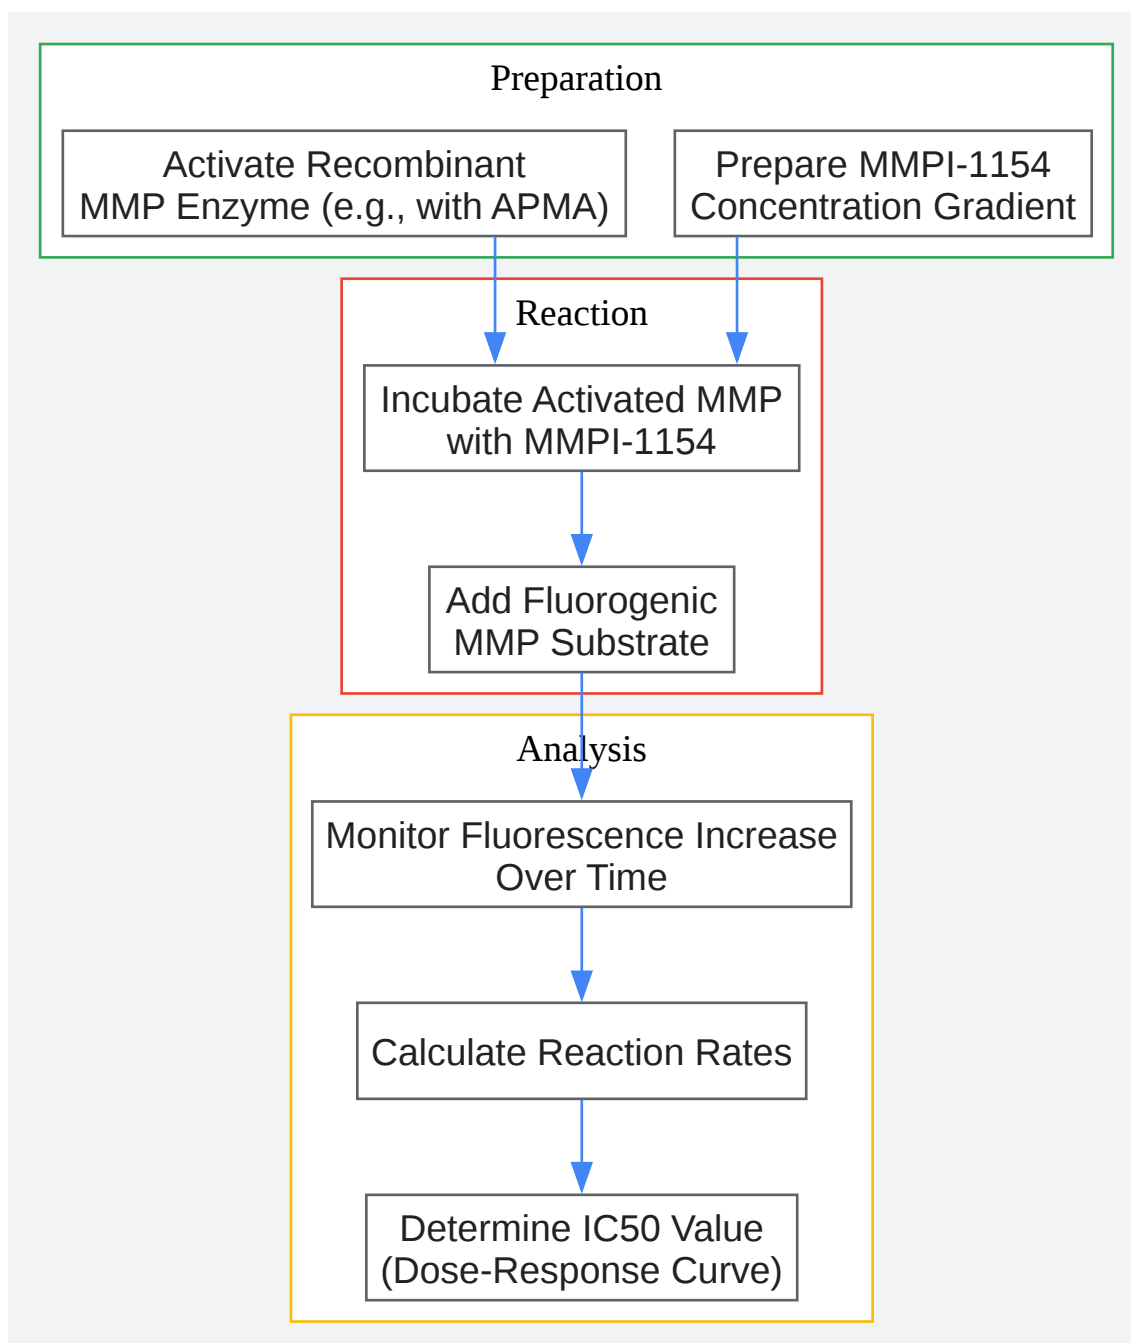 Preparation
Activate Recombinant
MMP Enzyme (e.g., with APMA)
Prepare MMPI-1154
Concentration Gradient
Reaction
Incubate Activated MMP
with MMPI-1154
Add Fluorogenic
MMP Substrate
Analysis
Monitor Fluorescence Increase
Over Time
Calculate Reaction Rates
Determine IC50 Value
(Dose-Response Curve)